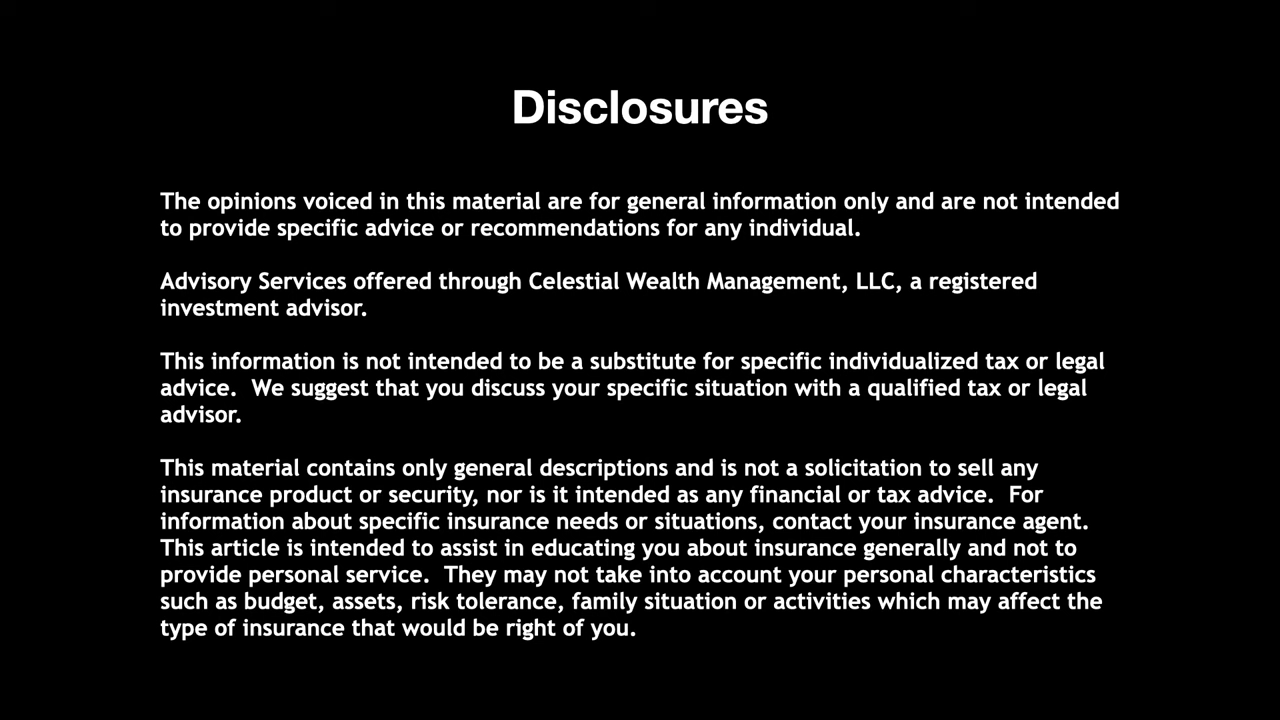 Disclosures
The opinions voiced in this material are for general information only and are not intended
to provide specific advice or recommendations for any individual.
Advisory Services offered through Celestial Wealth Management, LLC, a registered
investment advisor.
This information is not intended to be a substitute for specific individualized tax or legal
advice.  We suggest that you discuss your specific situation with a qualified tax or legal
advisor.
This material contains only general descriptions and is not a solicitation to sell any
insurance product or security, nor is it intended as any financial or tax advice.  For
information about specific insurance needs or situations, contact your insurance agent.
This article is intended to assist in educating you about insurance generally and not to
provide personal service.  They may not take into account your personal characteristics
such as budget, assets, risk tolerance, family situation or activities which may affect the
type of insurance that would be right of you.